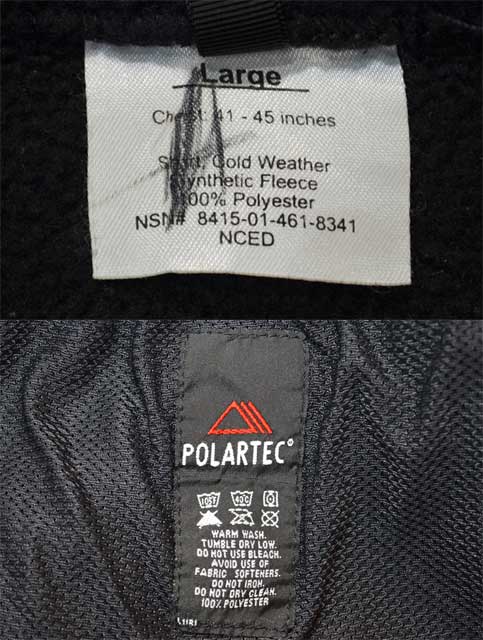 Large
Chest: 41 - 45 inches
Shirt, Cold Weather
Synthetic Fleece
100% Polyester
NSN# 8415-01-461-8341
NCED
POLARTEC®
105F 40°C
WARM WASH.
TUMBLE DRY LOW.
DO NOT USE BLEACH.
AVOID USE OF
FABRIC SOFTENERS.
DO NOT IRON.
DO NOT DRY CLEAN.
100% POLYESTER